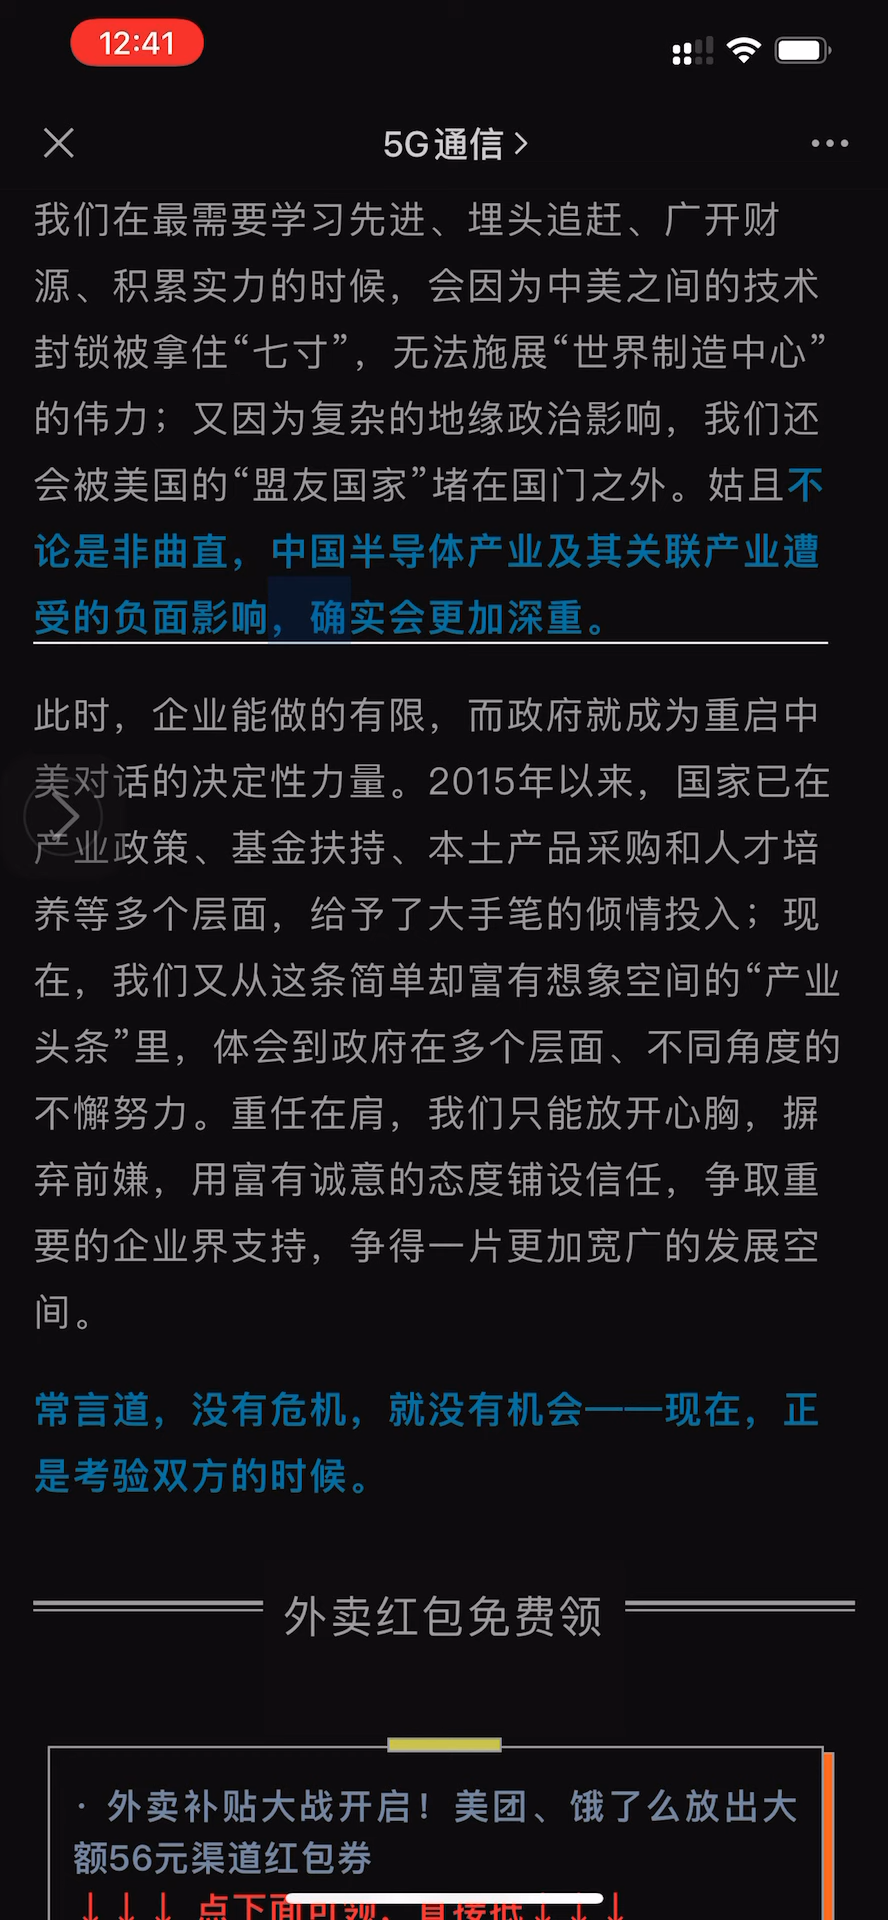 12:41
5G通信
我们在最需要学习先进、埋头追赶、广开财
源、积累实力的时候，会因为中美之间的技术
封锁被拿住“七寸”，无法施展“世界制造中心”
的伟力；又因为复杂的地缘政治影响，我们还
会被美国的“盟友国家”堵在国门之外。姑且不
论是非曲直，中国半导体产业及其关联产业遭
受的负面影响，确实会更加深重。
此时，企业能做的有限，而政府就成为重启中
美对话的决定性力量。2015年以来，国家已在
产业政策、基金扶持、本土产品采购和人才培
养等多个层面，给予了大手笔的倾情投入；现
在，我们又从这条简单却富有想象空间的“产业
头条”里，体会到政府在多个层面、不同角度的
不懈努力。重任在肩，我们只能放开心胸，摒
弃前嫌，用富有诚意的态度铺设信任，争取重
要的企业界支持，争得一片更加宽广的发展空
间。
常言道，没有危机，就没有机会——现在，正
是考验双方的时候。
外卖红包免费领
· 外卖补贴大战开启！美团、饿了么放出大
额56元渠道红包券
↓↓↓ 点下面可领，直接抵↓↓↓